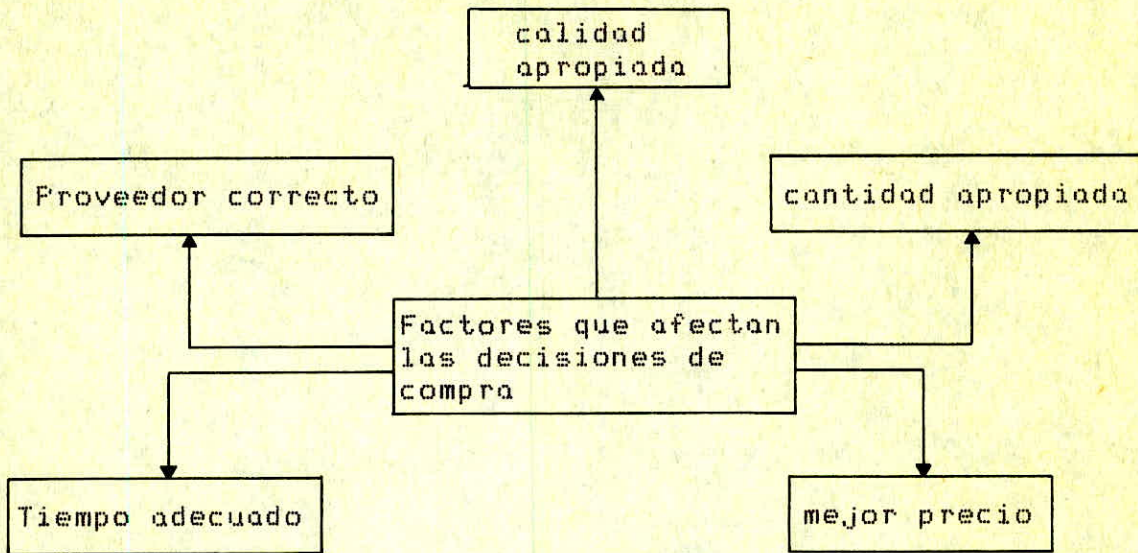 calidad
apropiada
Proveedor correcto
cantidad apropiada
Factores que afectan
las decisiones de
compra
Tiempo adecuado
mejor precio